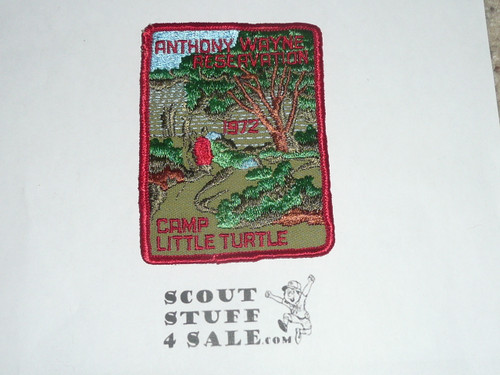 ANTHONY WAYNE
RESERVATION
1972
CAMP
LITTLE TURTLE
SCOUT
STUFF
4 SALE.COM